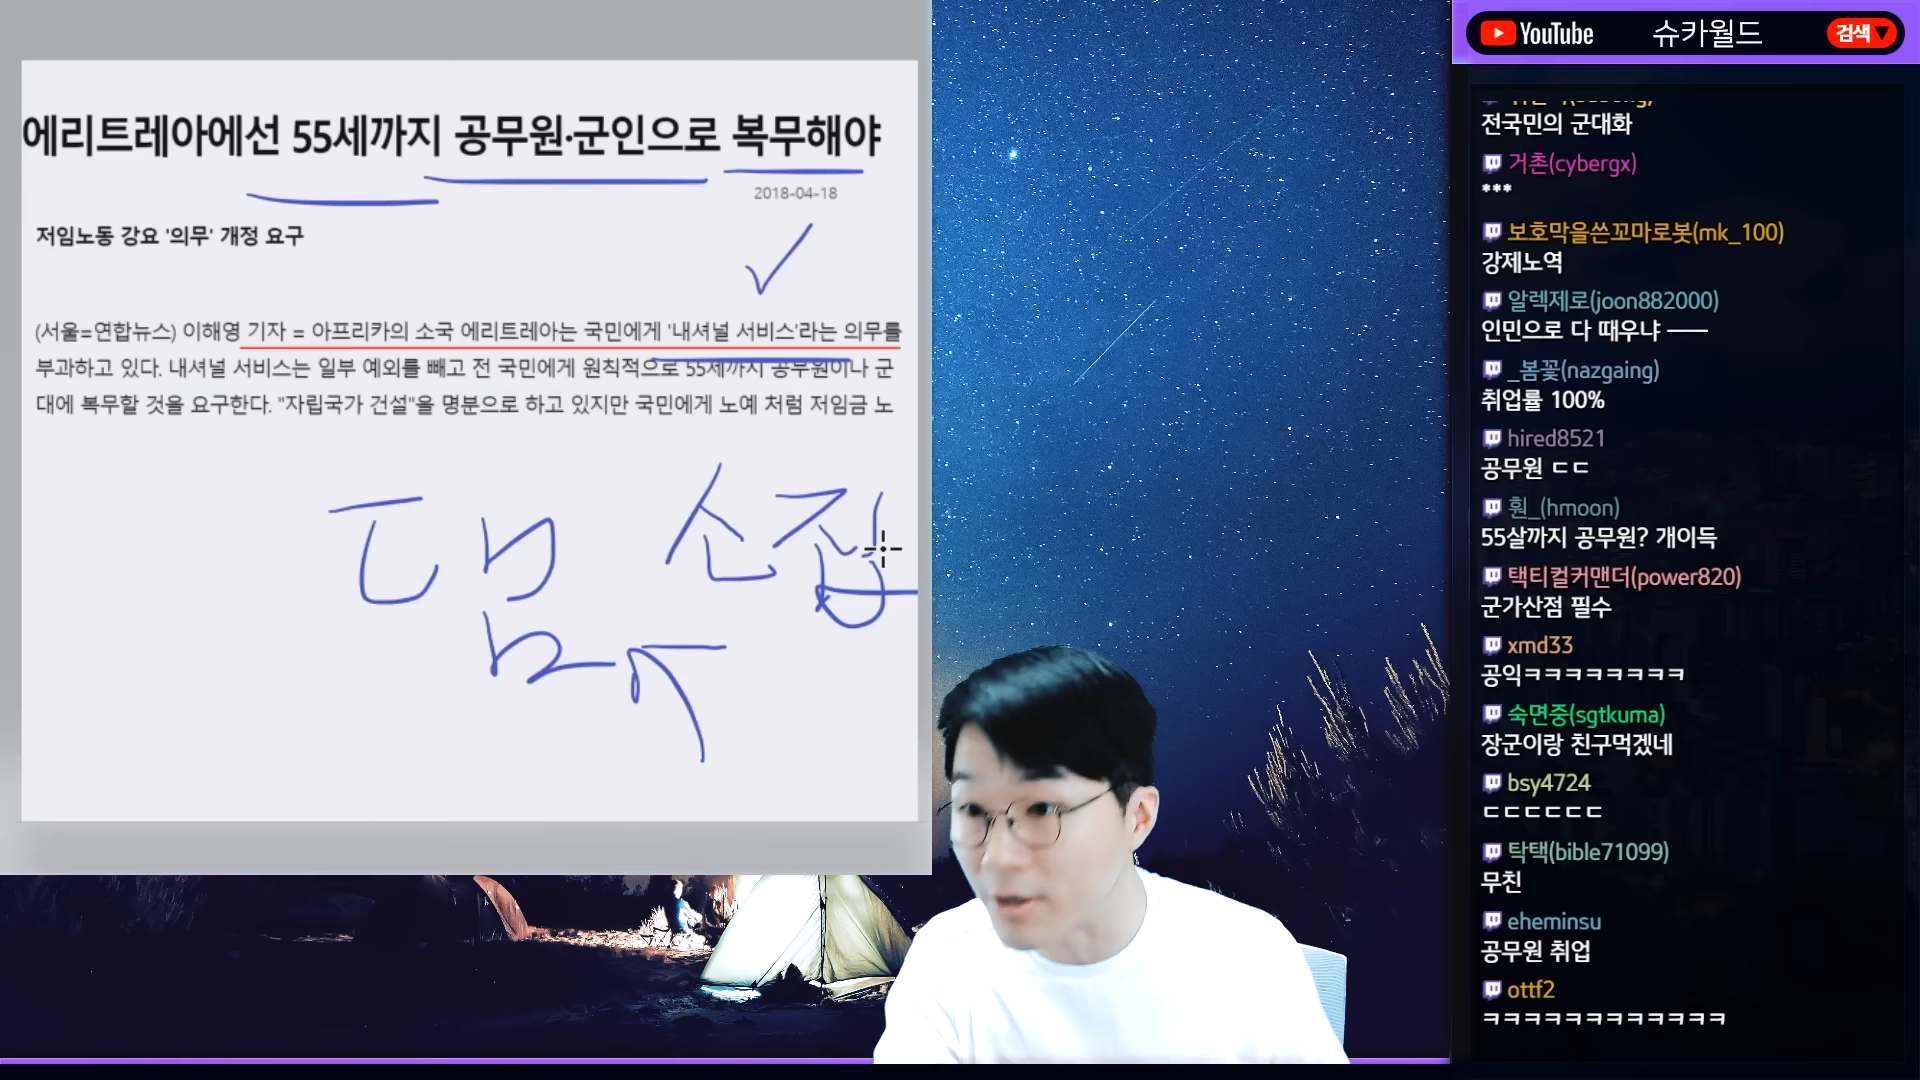 에리트레아에선 55세까지 공무원·군인으로 복무해야
2018-04-18
저임노동 강요 '의무' 개정 요구
(서울=연합뉴스) 이해영 기자 = 아프리카의 소국 에리트레아는 국민에게 '내셔널 서비스'라는 의무를
부과하고 있다. 내셔널 서비스는 일부 예외를 빼고 전 국민에게 원칙적으로 55세까지 공무원이나 군
대에 복무할 것을 요구한다. "자립국가 건설"을 명분으로 하고 있지만 국민에게 노예 처럼 저임금 노
소집
YouTube 슈카월드 검색▼
전국민의 군대화
거촌(cybergx)
***
보호막을쓴꼬마로봇(mk_100)
강제노역
알렉제로(joon882000)
인민으로 다 때우냐 ──
_봄꽃(nazgaing)
취업률 100%
hired8521
공무원 ㄷㄷ
훤_(hmoon)
55살까지 공무원? 개이득
택티컬커맨더(power820)
군가산점 필수
xmd33
공익ㅋㅋㅋㅋㅋㅋㅋㅋ
숙면중(sgtkuma)
장군이랑 친구먹겠네
bsy4724
ㄷㄷㄷㄷㄷㄷ
탁택(bible71099)
무친
eheminsu
공무원 취업
ottf2
ㅋㅋㅋㅋㅋㅋㅋㅋㅋㅋㅋㅋ